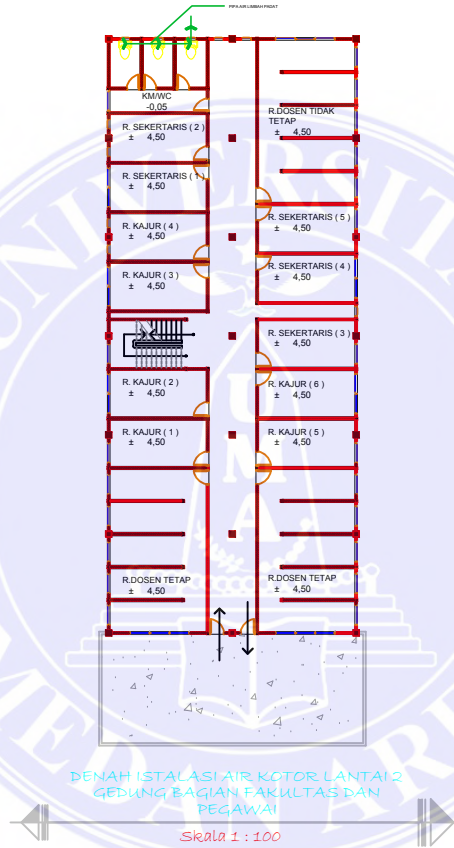 PIPA AIR LIMBAH PADAT
KM/WC
-0,05
R. SEKERTARIS ( 2 )
± 4,50
R. SEKERTARIS ( 1 )
± 4,50
R. KAJUR ( 4 )
± 4,50
R. KAJUR ( 3 )
± 4,50
R. KAJUR ( 2 )
± 4,50
R. KAJUR ( 1 )
± 4,50
R.DOSEN TETAP
± 4,50
R.DOSEN TIDAK
TETAP
± 4,50
R. SEKERTARIS ( 5 )
± 4,50
R. SEKERTARIS ( 4 )
± 4,50
R. SEKERTARIS ( 3 )
± 4,50
R. KAJUR ( 6 )
± 4,50
R. KAJUR ( 5 )
± 4,50
R.DOSEN TETAP
± 4,50
DENAH ISTALASI AIR KOTOR LANTAI 2
GEDUNG BAGIAN FAKULTAS DAN
PEGAWAI
Skala 1 : 100
UNIVERSIT
MEDAN AR
UMA